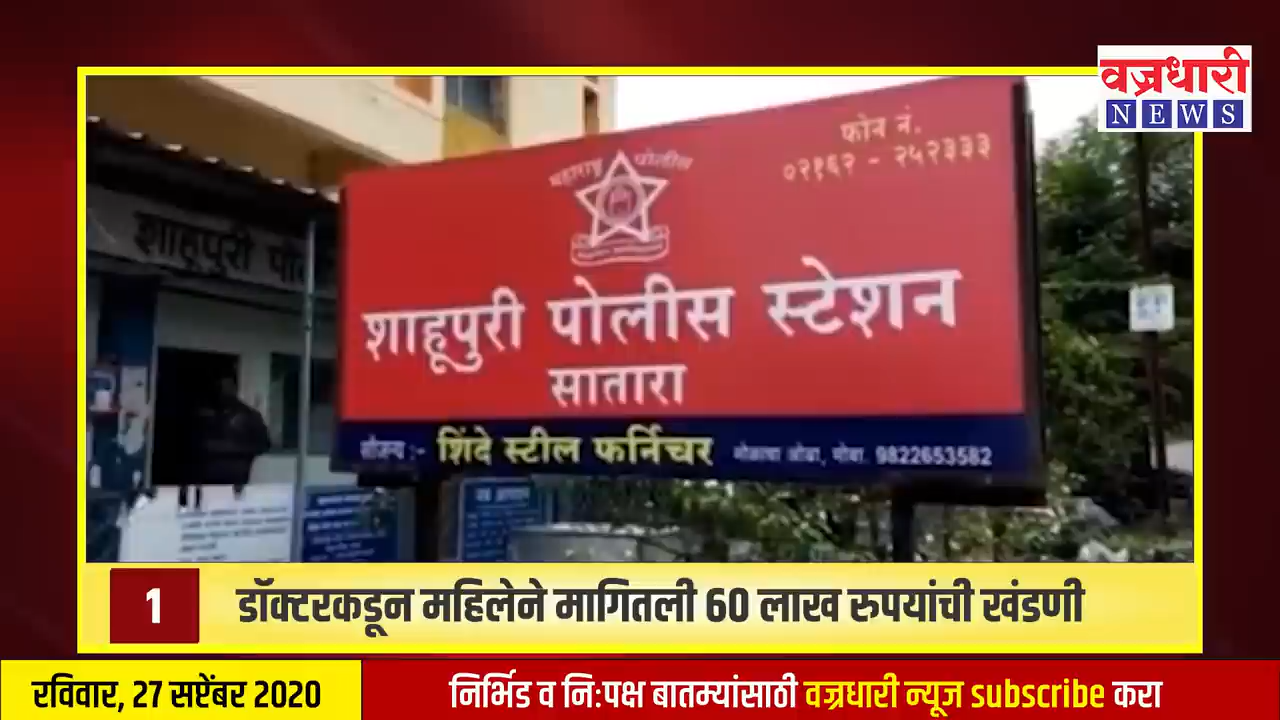 वज्रधारी
NEWS
फोन नं.
०२१६२ - २५२३३३
महाराष्ट्र पोलीस
शाहूपुरी
शाहूपुरी पोलीस स्टेशन
सातारा
सौजन्य :- शिंदे स्टील फर्निचर मोळाचा ओढा, मोबा. 9822653582
1 डॉक्टरकडून महिलेने मागितली 60 लाख रुपयांची खंडणी
रविवार, 27 सप्टेंबर 2020 निर्भिड व नि:पक्ष बातम्यांसाठी वज्रधारी न्यूज subscribe करा